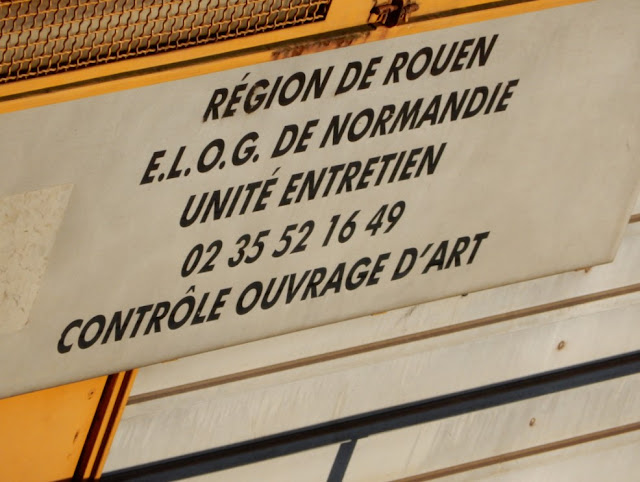 RÉGION DE ROUEN
E.L.O.G. DE NORMANDIE
UNITÉ ENTRETIEN
02 35 52 16 49
CONTRÔLE OUVRAGE D'ART